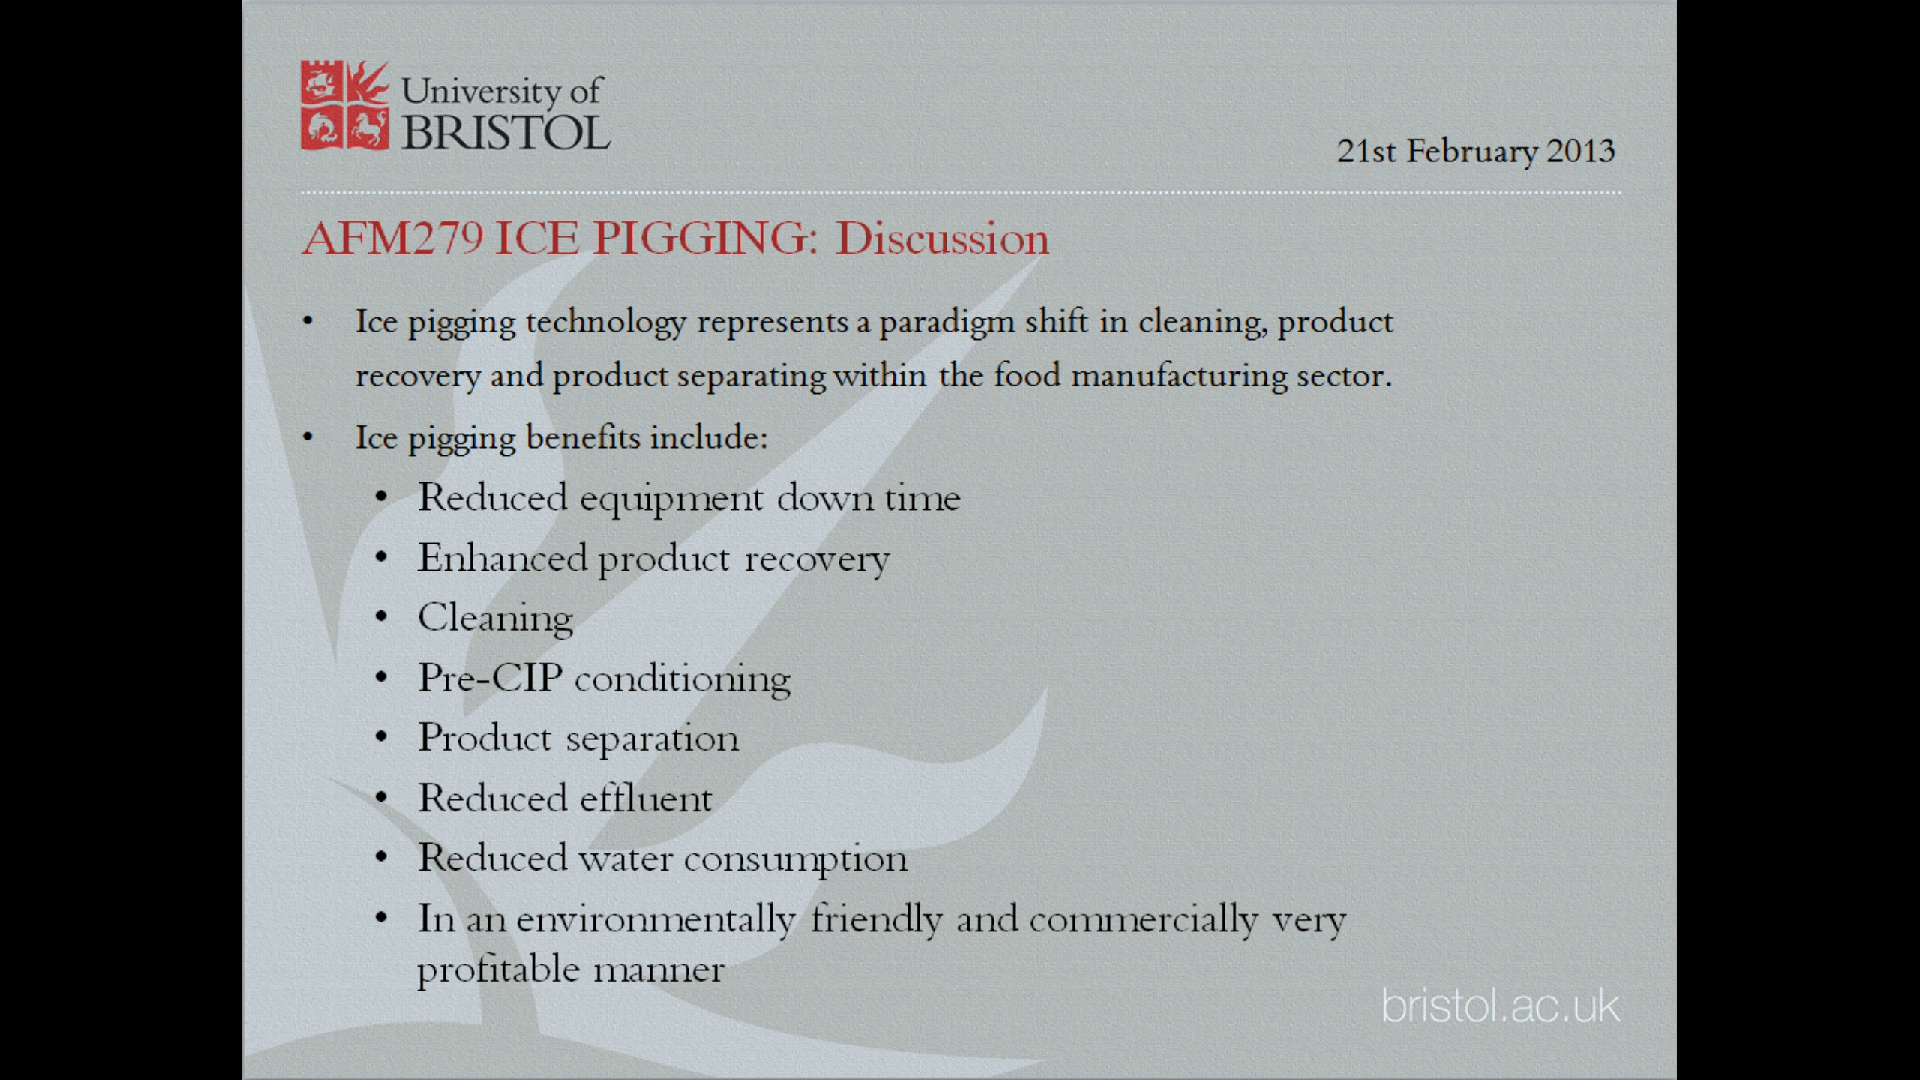 University of
BRISTOL
21st February 2013
AFM279 ICE PIGGING: Discussion
• Ice pigging technology represents a paradigm shift in cleaning, product
recovery and product separating within the food manufacturing sector.
• Ice pigging benefits include:
• Reduced equipment down time
• Enhanced product recovery
• Cleaning
• Pre-CIP conditioning
• Product separation
• Reduced effluent
• Reduced water consumption
• In an environmentally friendly and commercially very
profitable manner
bristol.ac.uk